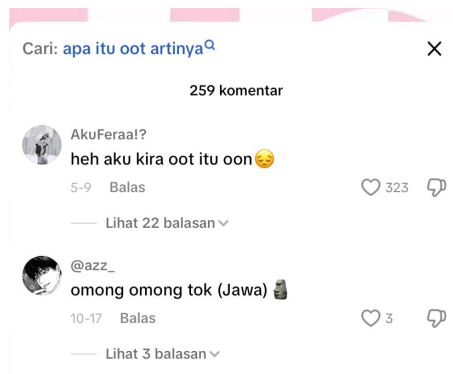 Cari: apa itu oot artinya
259 komentar
AkuFeraa!?
heh aku kira oot itu oon😔
5-9 Balas
323
Lihat 22 balasan
@azz_
omong omong tok (Jawa) 🗿
10-17 Balas
3
Lihat 3 balasan